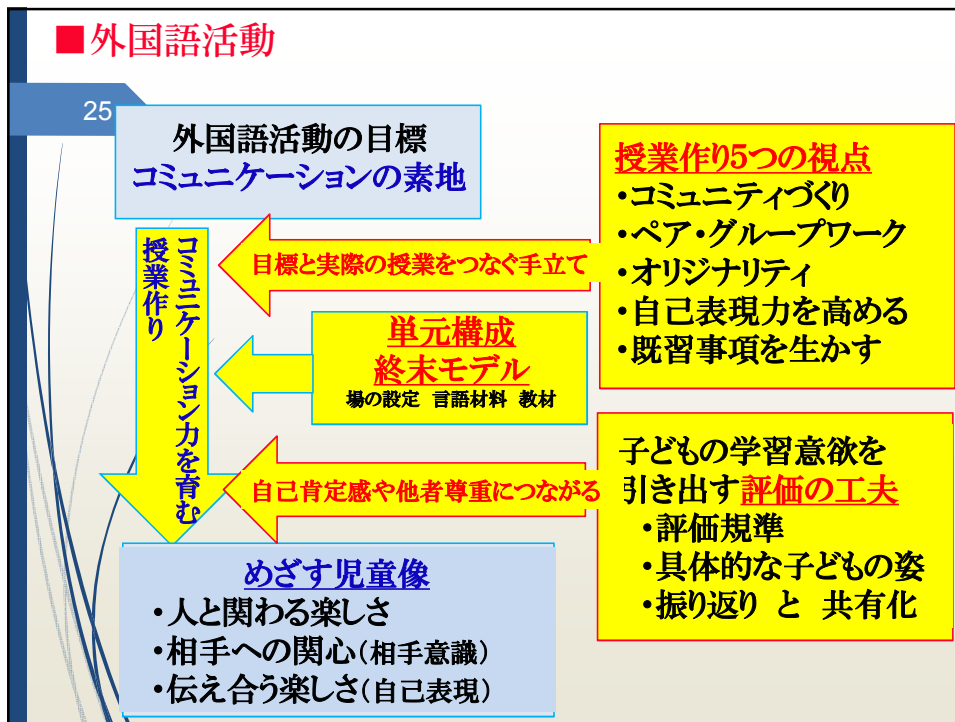 ■外国語活動
25
外国語活動の目標
コミュニケーションの素地
授業作り5つの視点
・コミュニティづくり
・ペア・グループワーク
・オリジナリティ
・自己表現力を高める
・既習事項を生かす
目標と実際の授業をつなぐ手立て
コミュニケーション力を育む
授業作り
単元構成
終末モデル
場の設定 言語材料 教材
子どもの学習意欲を
引き出す評価の工夫
・評価規準
・具体的な子どもの姿
・振り返り と 共有化
自己肯定感や他者尊重につながる
めざす児童像
・人と関わる楽しさ
・相手への関心(相手意識)
・伝え合う楽しさ(自己表現)